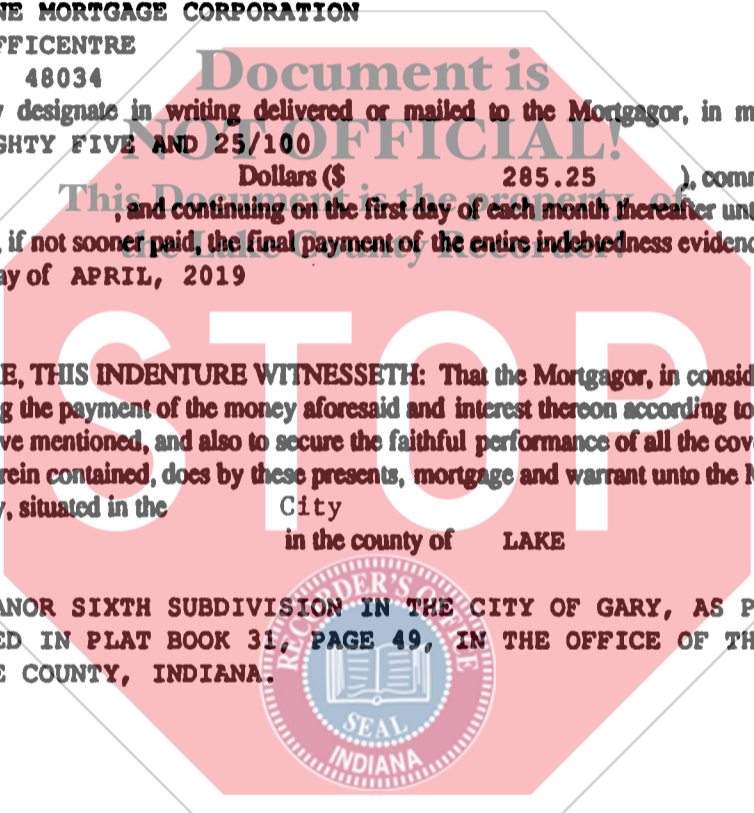 NE MORTGAGE CORPORATION
FFICENTRE
48034
Document is
y designate in writing delivered or mailed to the Mortgagor, in m
GHTY FIVE AND 25/100
NOT OFFICIAL!
Dollars ($ 285.25 ), comm
This Document is the property of
, and continuing on the first day of each month thereafter unt
, if not sooner paid, the final payment of the entire indebtedness evidenc
the Lake County Recorder!
ay of APRIL, 2019
STOP
E, THIS INDENTURE WITNESSETH: That the Mortgagor, in consid
g the payment of the money aforesaid and interest thereon according to
ve mentioned, and also to secure the faithful performance of all the cov
rein contained, does by these presents, mortgage and warrant unto the M
y, situated in the City
in the county of LAKE
ANOR SIXTH SUBDIVISION IN THE CITY OF GARY, AS P
ED IN PLAT BOOK 31, PAGE 49, IN THE OFFICE OF TH
E COUNTY, INDIANA.
RECORDER'S OFFICE
SEAL
INDIANA